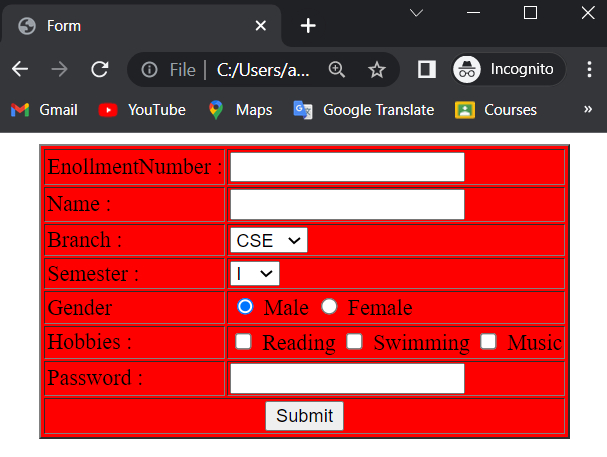 Form
File C:/Users/a... Incognito
Gmail YouTube Maps Google Translate Courses »
EnollmentNumber :
Name :
Branch : CSE
Semester : I
Gender Male Female
Hobbies : Reading Swimming Music
Password :
Submit